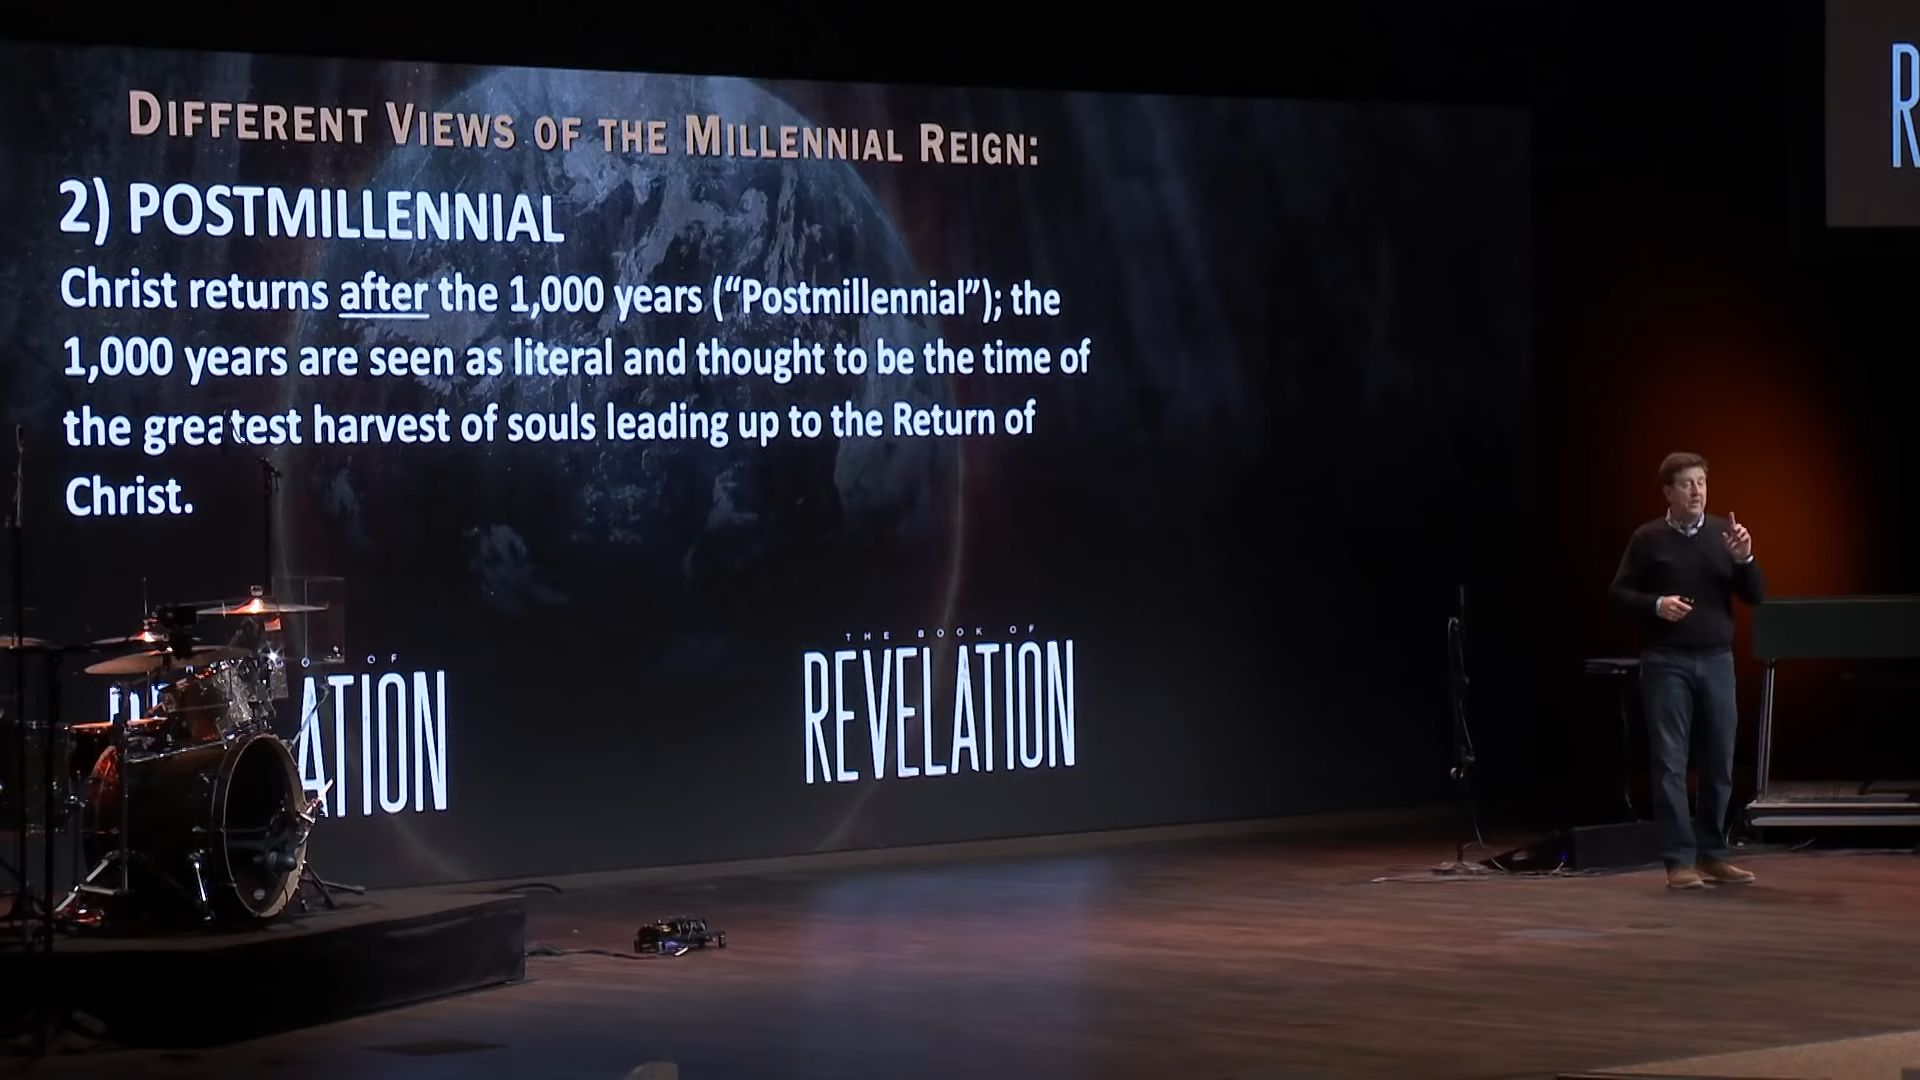 DIFFERENT VIEWS OF THE MILLENNIAL REIGN:
2) POSTMILLENNIAL
Christ returns after the 1,000 years (“Postmillennial”); the
1,000 years are seen as literal and thought to be the time of
the greatest harvest of souls leading up to the Return of
Christ.
THE BOOK OF
REVELATION
OF
ATION
R